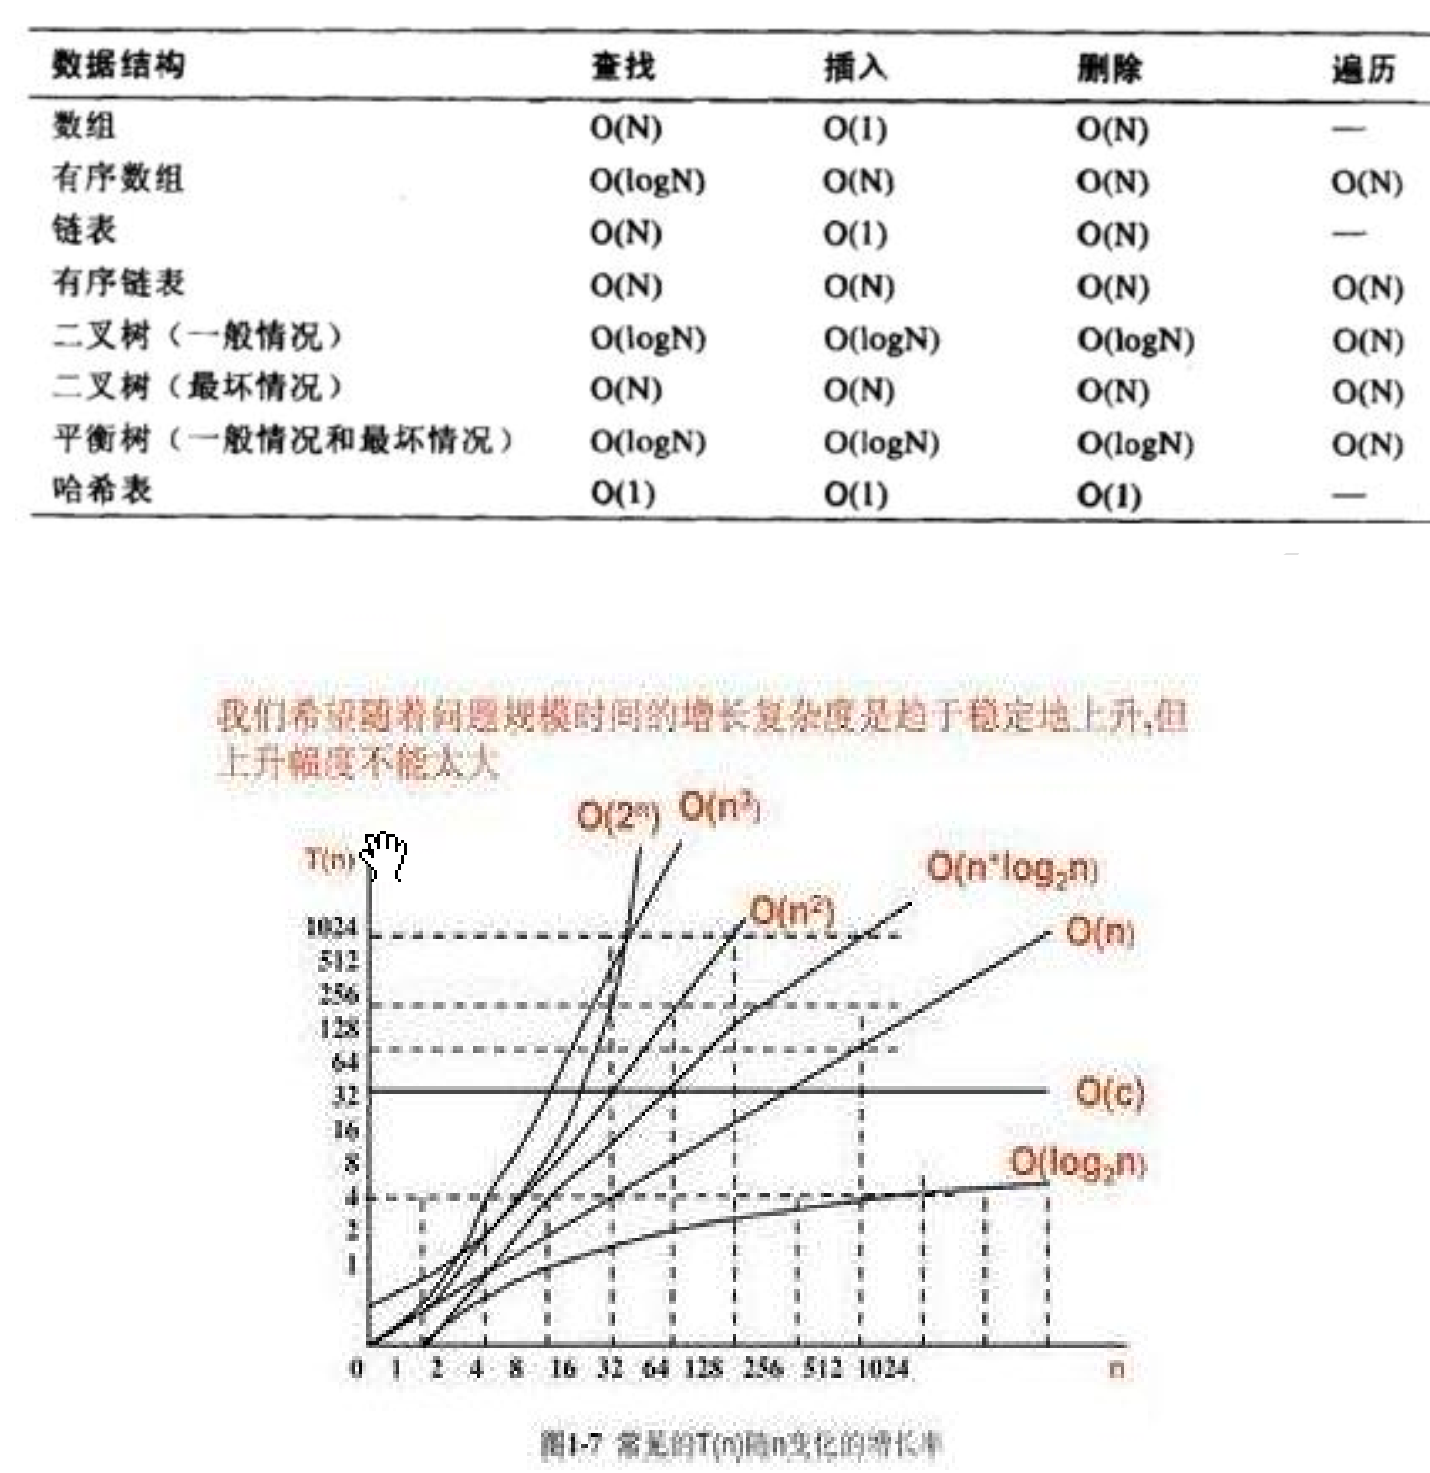 数据结构 查找 插入 删除 遍历
数组 O(N) O(1) O(N) —
有序数组 O(logN) O(N) O(N) O(N)
链表 O(N) O(1) O(N) —
有序链表 O(N) O(N) O(N) O(N)
二叉树（一般情况） O(logN) O(logN) O(logN) O(N)
二叉树（最坏情况） O(N) O(N) O(N) O(N)
平衡树（一般情况和最坏情况） O(logN) O(logN) O(logN) O(N)
哈希表 O(1) O(1) O(1) —
我们希望随着问题规模时间的增长复杂度是趋于稳定地上升,但
上升幅度不能太大
O(2ⁿ) O(n³)
T(n)
O(n*log₂n)
O(n²)
O(n)
1024
512
256
128
64
32
O(c)
16
8
O(log₂n)
4
2
1
0 1 2 4 8 16 32 64 128 256 512 1024 n
图1-7 常见的T(n)随n变化的增长率